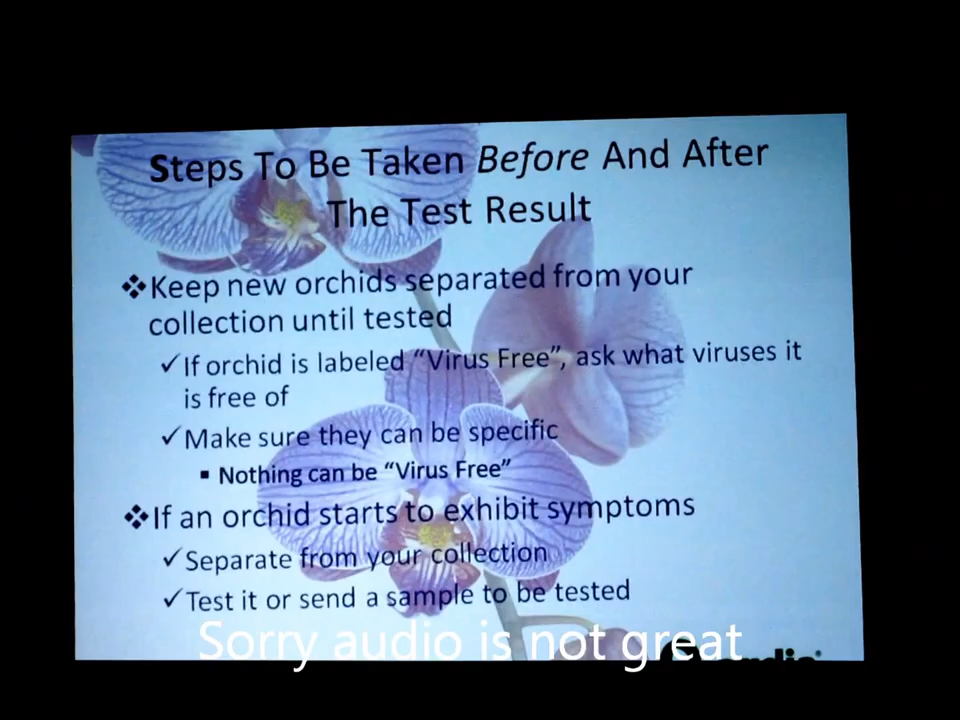 Steps To Be Taken Before And After
The Test Result
❖Keep new orchids separated from your
collection until tested
✓If orchid is labeled “Virus Free”, ask what viruses it
is free of
✓Make sure they can be specific
▪ Nothing can be “Virus Free”
❖If an orchid starts to exhibit symptoms
✓Separate from your collection
✓Test it or send a sample to be tested
Sorry audio is not great